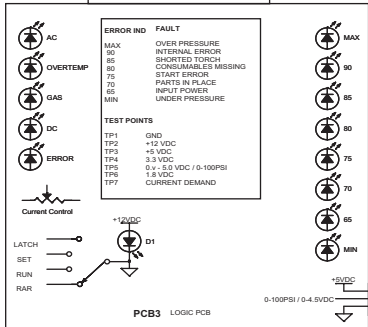 AC
OVERTEMP
GAS
DC
ERROR
Current Control
ERROR IND FAULT
MAX OVER PRESSURE
90 INTERNAL ERROR
85 SHORTED TORCH
80 CONSUMABLES MISSING
75 START ERROR
70 PARTS IN PLACE
65 INPUT POWER
MIN UNDER PRESSURE
TEST POINTS
TP1 GND
TP2 +12 VDC
TP3 +5 VDC
TP4 3.3 VDC
TP5 0.v - 5.0 VDC / 0-100PSI
TP6 1.8 VDC
TP7 CURRENT DEMAND
MAX
90
85
80
75
70
65
MIN
+12VDC
D1
LATCH
SET
RUN
RAR
+5VDC
0-100PSI / 0-4.5VDC
PCB3 LOGIC PCB